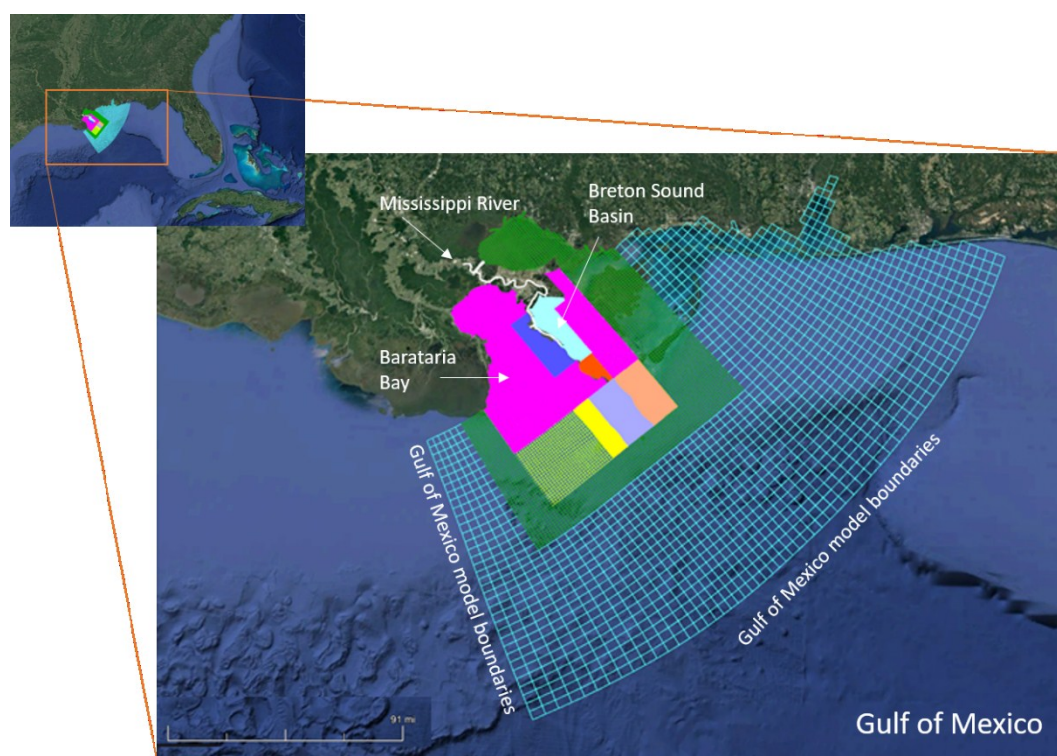 Breton Sound
Basin
Mississippi River
Barataria
Bay
Gulf of Mexico model boundaries
Gulf of Mexico model boundaries
91 mi
Gulf of Mexico